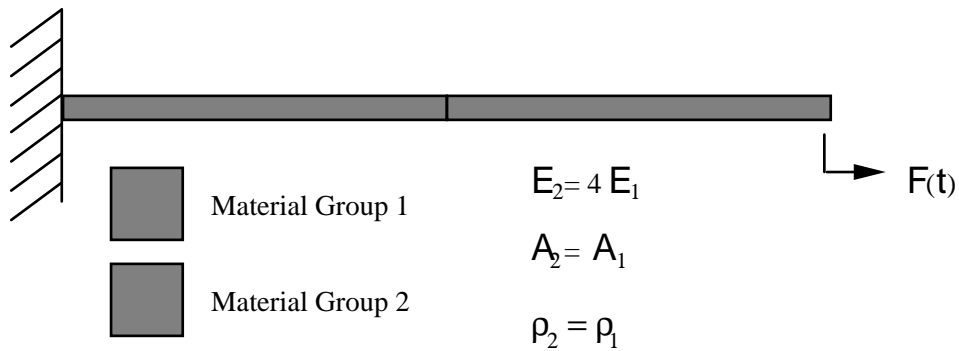 E₂= 4 E₁
F(t)
Material Group 1
A₂= A₁
Material Group 2
ρ₂ = ρ₁